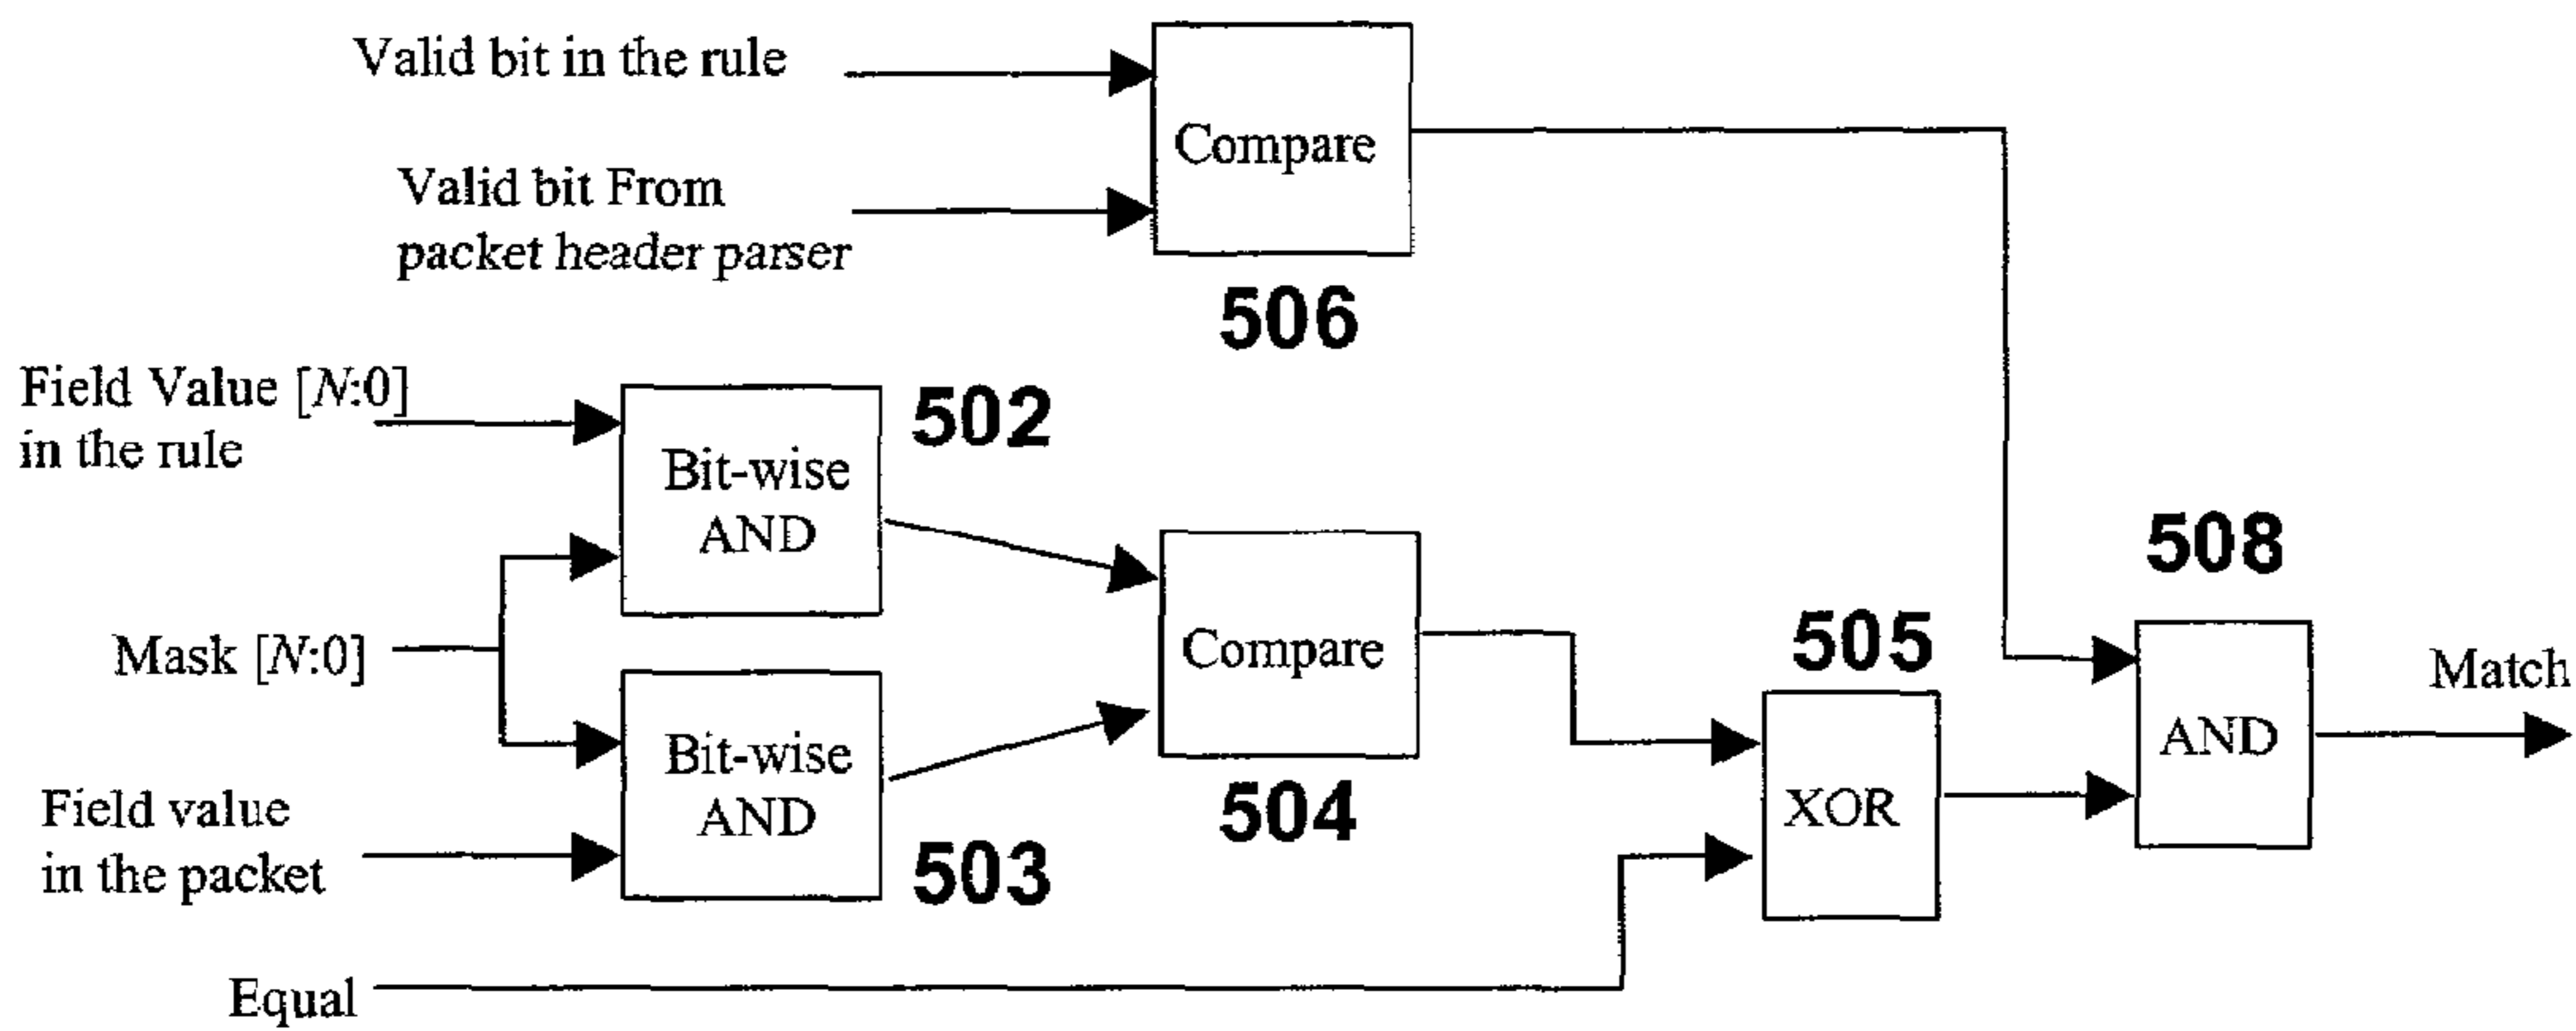 Valid bit in the rule
Valid bit From
packet header parser
Compare
506
Field Value [N:0]
in the rule
Bit-wise
AND
502
Mask [N:0]
Bit-wise
AND
503
Field value
in the packet
Compare
504
Equal
505
XOR
508
AND
Match